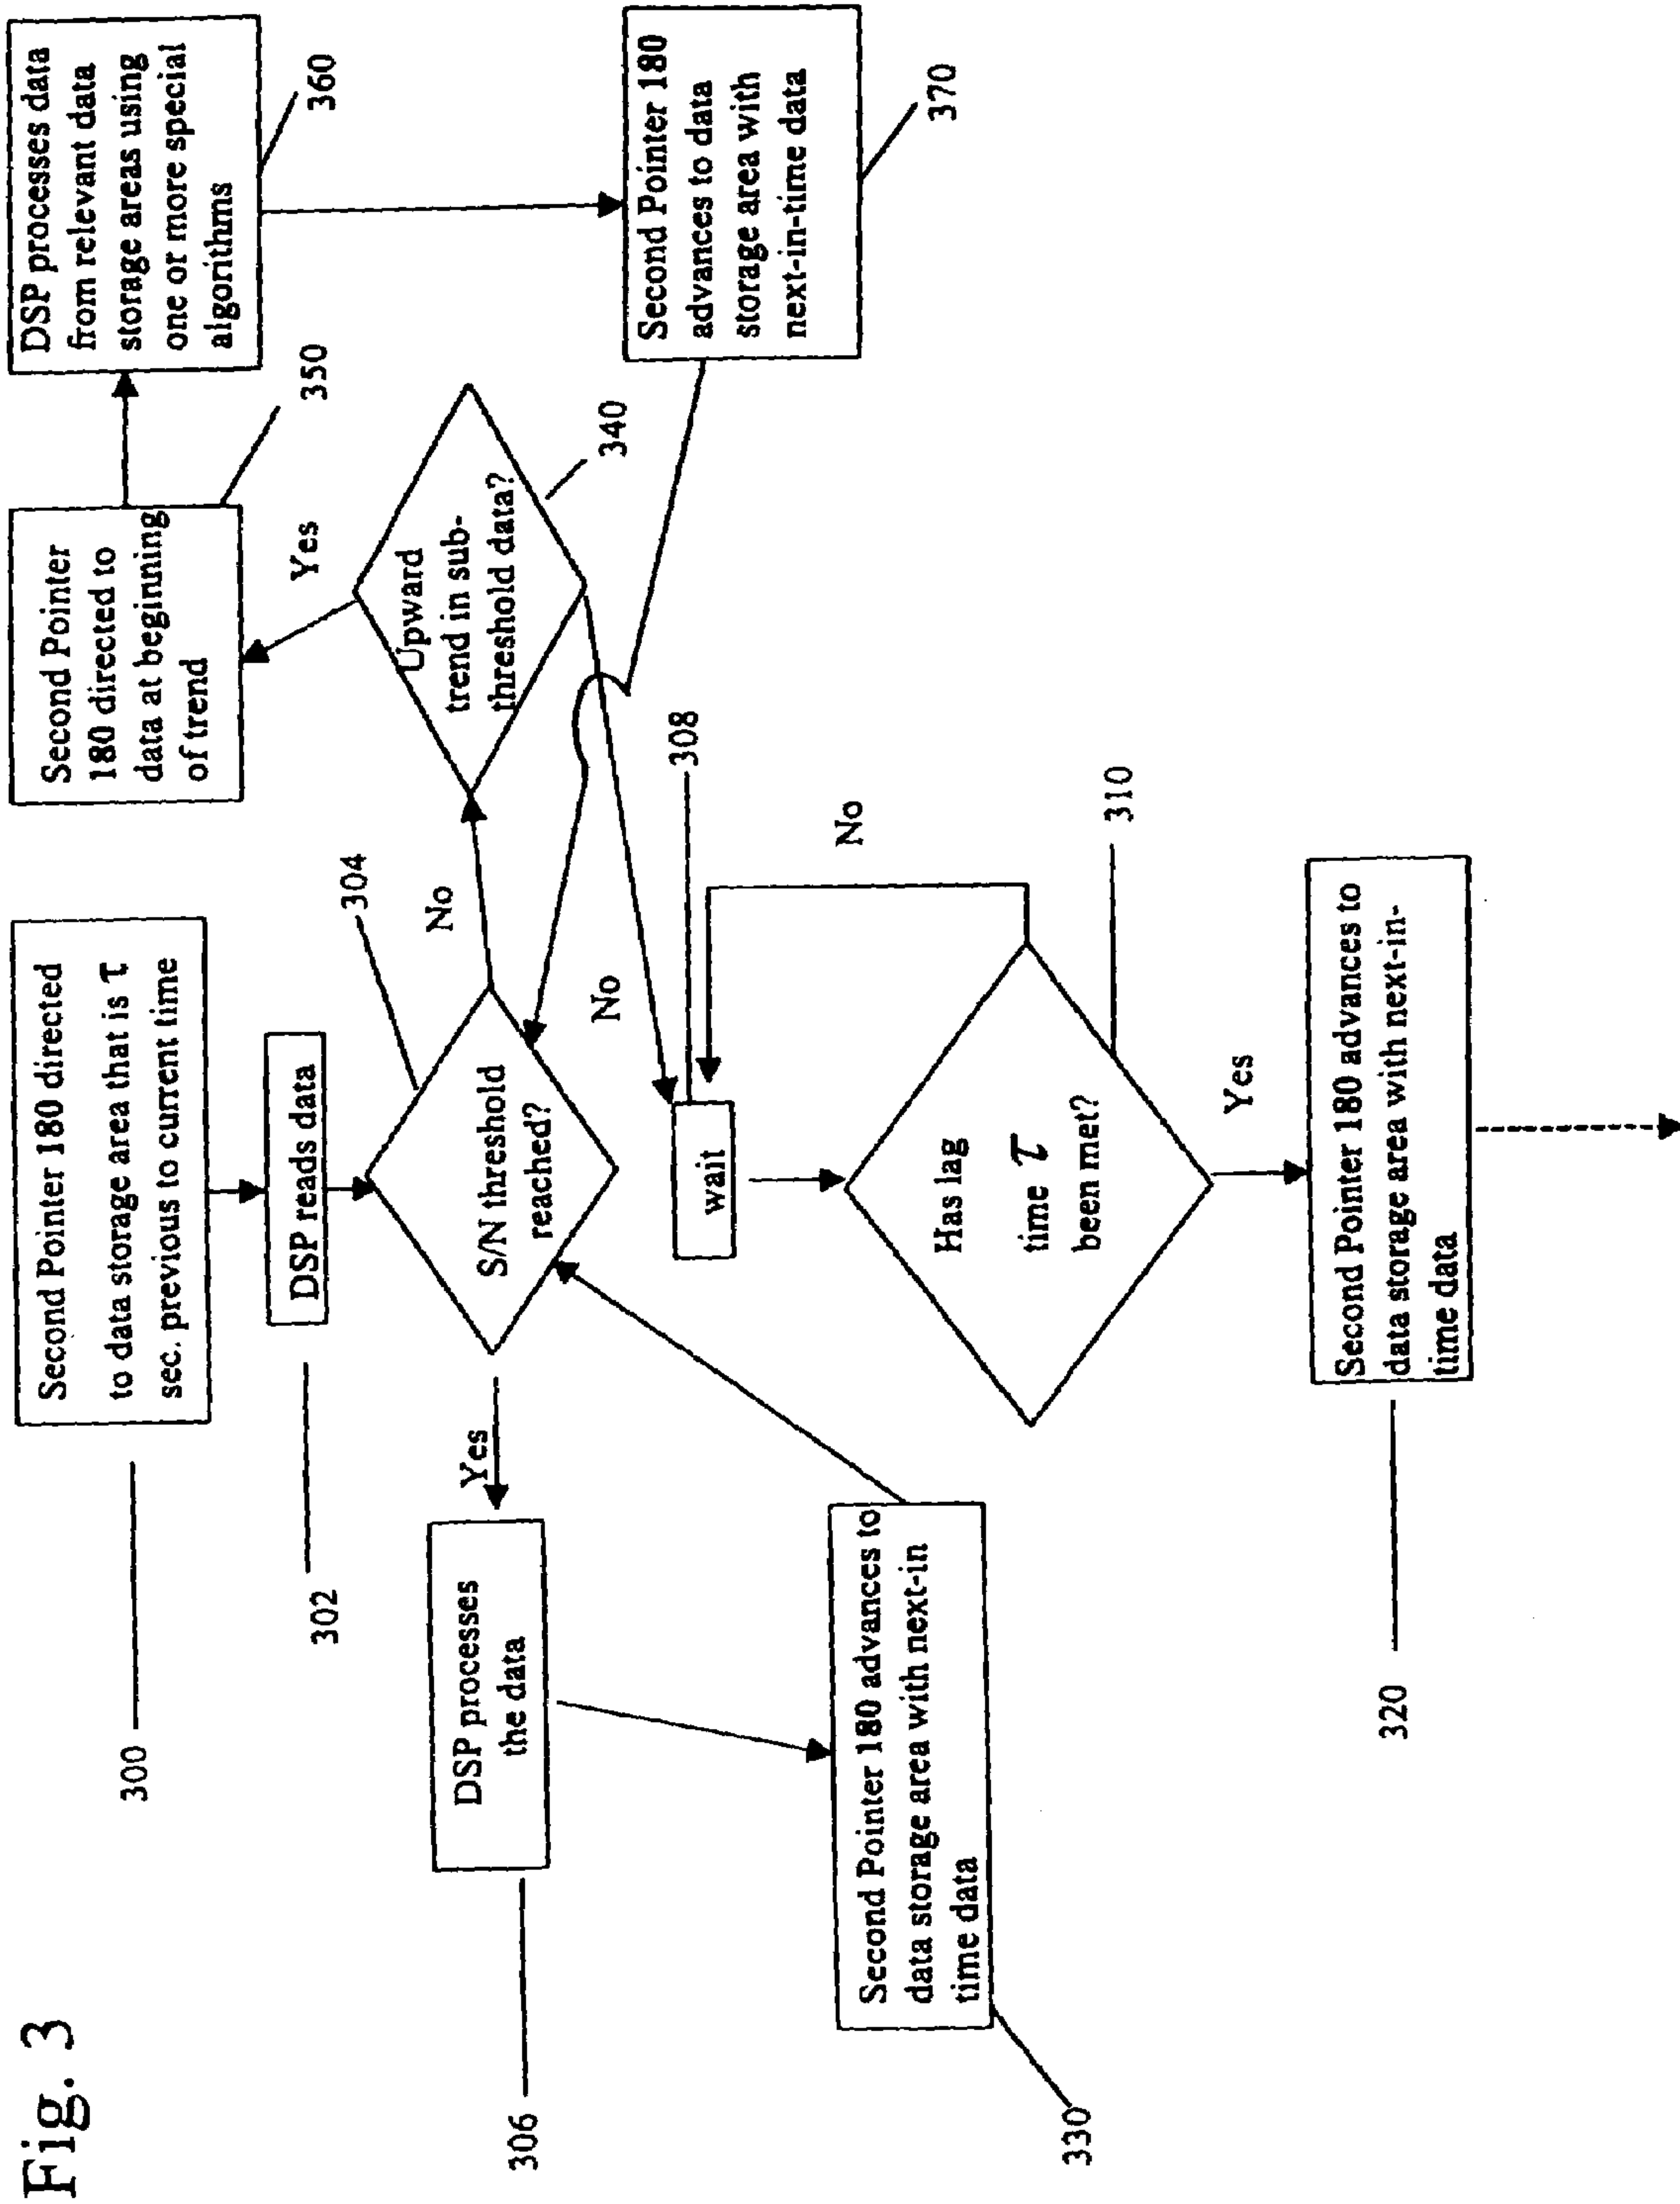 Fig. 3
300
Second Pointer 180 directed
to data storage area that is τ
sec. previous to current time
302
DSP reads data
304
S/N threshold
reached?
Yes
No
306
DSP processes
the data
330
Second Pointer 180 advances to
data storage area with next-in
time data
340
Upward
trend in sub-
threshold data?
Yes
No
350
Second Pointer
180 directed to
data at beginning
of trend
360
DSP processes data
from relevant data
storage areas using
one or more special
algorithms
370
Second Pointer 180
advances to data
storage area with
next-in-time data
308
wait
310
Has lag
time τ
been met?
No
Yes
320
Second Pointer 180 advances to
data storage area with next-in-
time data